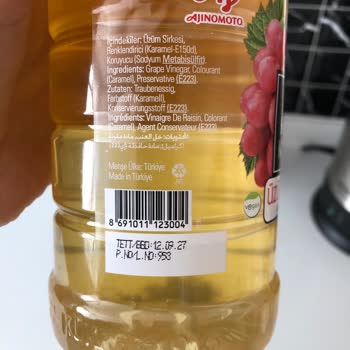 AJINOMOTO
İçindekiler: Üzüm Sirkesi,
Renklendirici (Karamel-E150d),
Koruyucu (Sodyum Metabisülfit).
Ingredients: Grape Vinegar, Colourant
(Caramel), Preservative (E223).
Zutaten: Traubenessig,
Farbstoff (Karamell),
Konservierungsstoff (E223).
Ingrédients: Vinaigre De Raisin, Colorant
(Caramel), Agent Conservateur (E223).
Menşe Ülke: Türkiye
Made in Türkiye
8 691011 123004
TETT/BBD:12.09.27
P.NO/L.NO:953